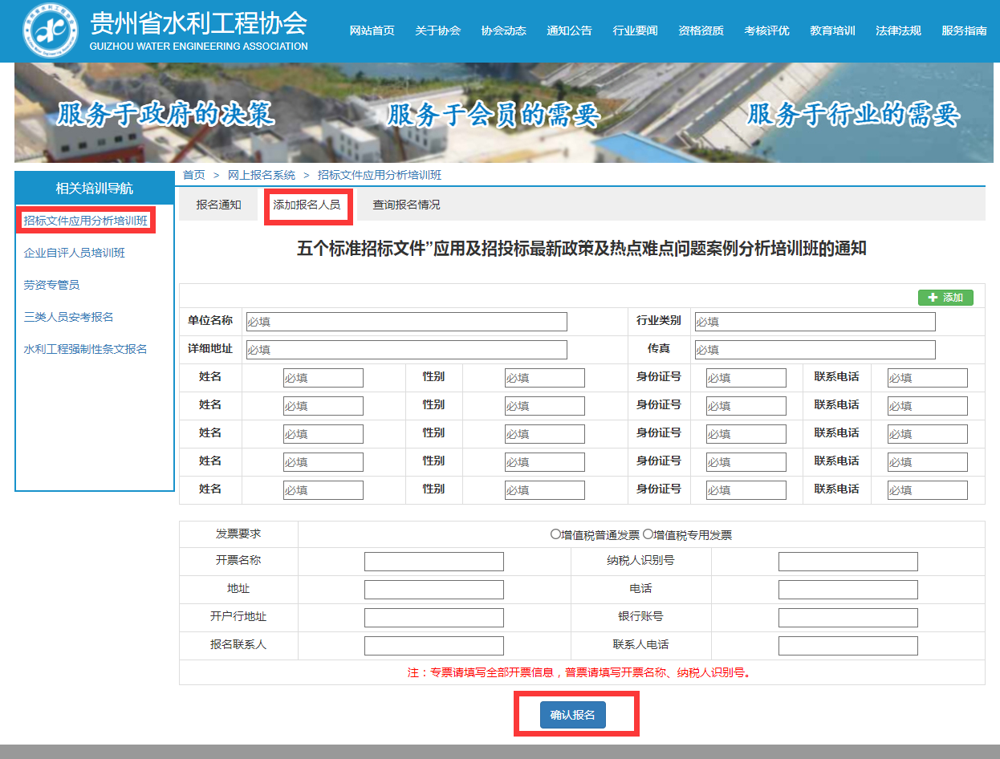 贵州省水利工程协会
GUIZHOU WATER ENGINEERING ASSOCIATION
网站首页 关于协会 协会动态 通知公告 行业要闻 资格资质 考核评优 教育培训 法律法规 服务指南
服务于政府的决策 服务于会员的需要 服务于行业的需要
相关培训导航
招标文件应用分析培训班
企业自评人员培训班
劳资专管员
三类人员安考报名
水利工程强制性条文报名
首页 > 网上报名系统 > 招标文件应用分析培训班
报名通知 添加报名人员 查询报名情况
五个标准招标文件”应用及招投标最新政策及热点难点问题案例分析培训班的通知
添加
单位名称 必填 行业类别 必填
详细地址 必填 传真 必填
姓名 必填 性别 必填 身份证号 必填 联系电话 必填
姓名 必填 性别 必填 身份证号 必填 联系电话 必填
姓名 必填 性别 必填 身份证号 必填 联系电话 必填
姓名 必填 性别 必填 身份证号 必填 联系电话 必填
姓名 必填 性别 必填 身份证号 必填 联系电话 必填
发票要求 增值税普通发票 增值税专用发票
开票名称 纳税人识别号
地址 电话
开户行地址 银行账号
报名联系人 联系人电话
注：专票请填写全部开票信息，普票请填写开票名称、纳税人识别号。
确认报名